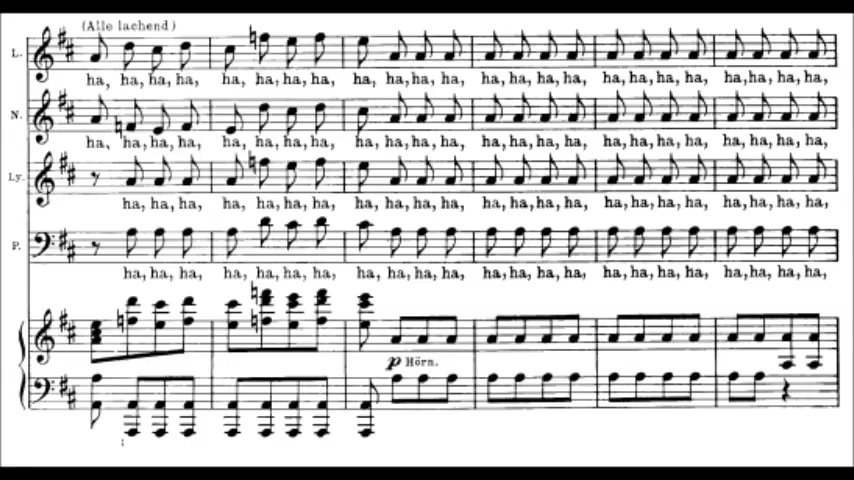 (Alle lachend)
L.
ha, ha, ha, ha, ha, ha, ha, ha, ha, ha, ha, ha, ha, ha, ha, ha, ha, ha, ha, ha, ha, ha, ha, ha,
N.
ha, ha, ha, ha, ha, ha, ha, ha, ha, ha, ha, ha, ha, ha, ha, ha, ha, ha, ha, ha, ha, ha, ha, ha,
Ly.
ha, ha, ha, ha, ha, ha, ha, ha, ha, ha, ha, ha, ha, ha, ha, ha, ha, ha, ha, ha, ha, ha, ha,
P.
ha, ha, ha, ha, ha, ha, ha, ha, ha, ha, ha, ha, ha, ha, ha, ha, ha, ha, ha, ha, ha, ha, ha,
p Hörn.